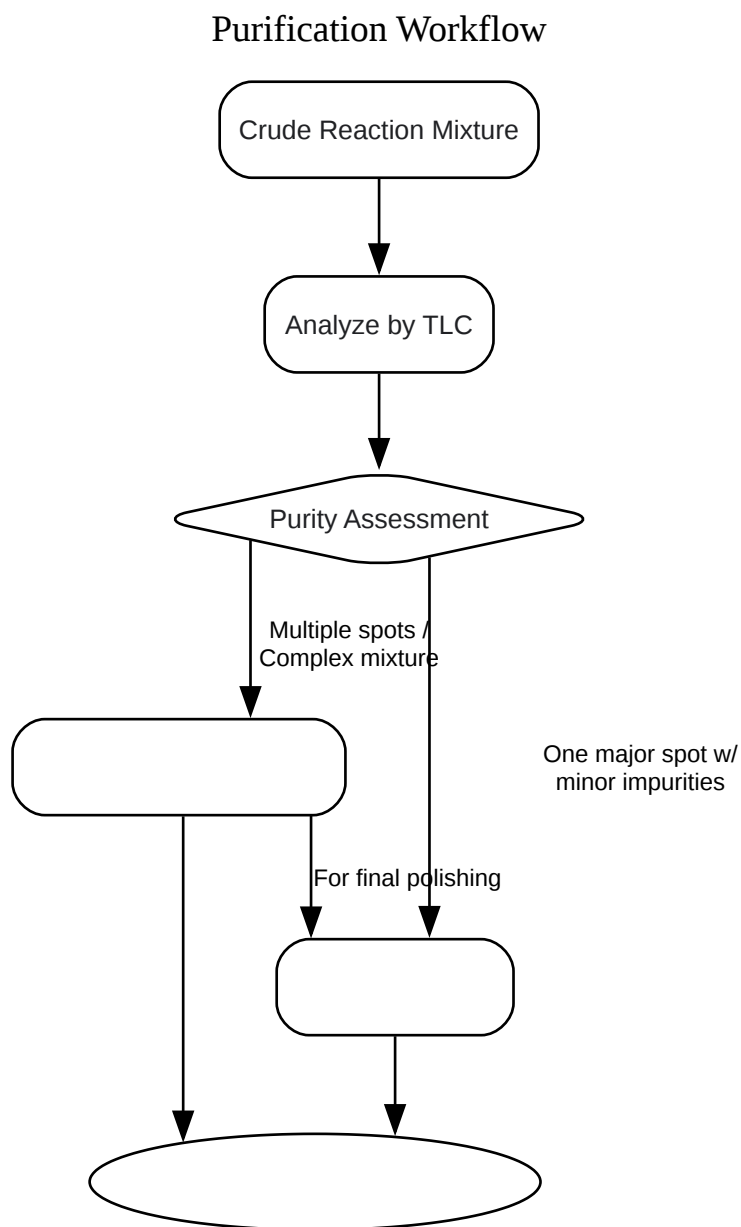 Purification Workflow
Crude Reaction Mixture
Analyze by TLC
Purity Assessment
Multiple spots /
Complex mixture
One major spot w/
minor impurities
For final polishing